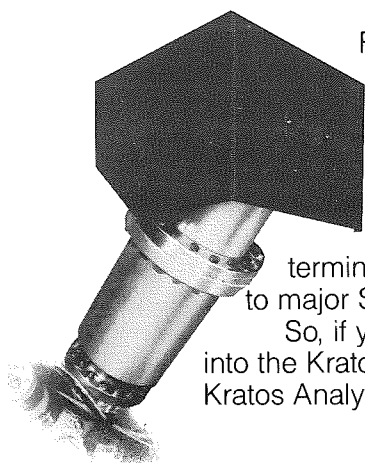 termin
to major S
So, if y
into the Krato
Kratos Analy